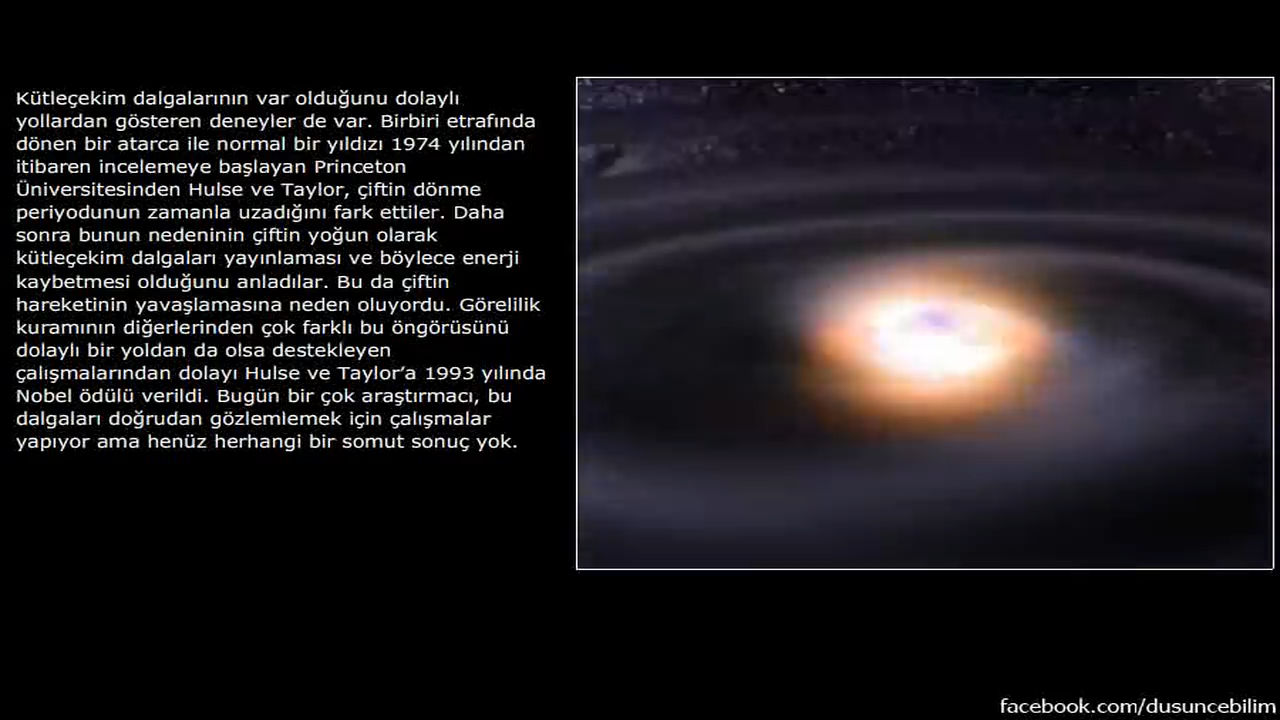 Kütleçekim dalgalarının var olduğunu dolaylı
yollardan gösteren deneyler de var. Birbiri etrafında
dönen bir atarca ile normal bir yıldızı 1974 yılından
itibaren incelemeye başlayan Princeton
Üniversitesinden Hulse ve Taylor, çiftin dönme
periyodunun zamanla uzadığını fark ettiler. Daha
sonra bunun nedeninin çiftin yoğun olarak
kütleçekim dalgaları yayınlaması ve böylece enerji
kaybetmesi olduğunu anladılar. Bu da çiftin
hareketinin yavaşlamasına neden oluyordu. Görelilik
kuramının diğerlerinden çok farklı bu öngörüsünü
dolaylı bir yoldan da olsa destekleyen
çalışmalarından dolayı Hulse ve Taylor’a 1993 yılında
Nobel ödülü verildi. Bugün bir çok araştırmacı, bu
dalgaları doğrudan gözlemlemek için çalışmalar
yapıyor ama henüz herhangi bir somut sonuç yok.
facebook.com/dusuncebilim